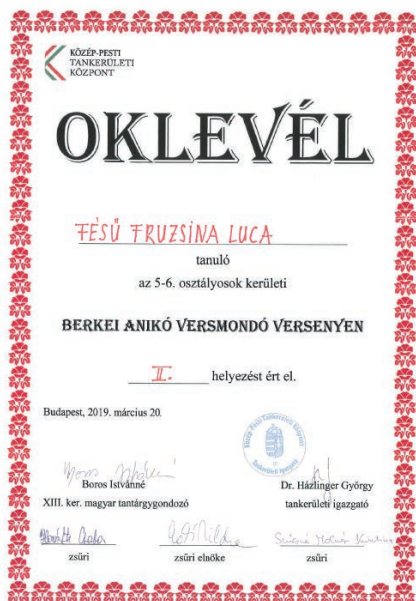 KÖZÉP-PESTI
TANKERÜLETI
KÖZPONT
OKLEVÉL
FÉSŰ FRUZSINA LUCA
tanuló
az 5-6. osztályosok kerületi
BERKEI ANIKÓ VERSMONDÓ VERSENYEN
II. helyezést ért el.
Budapest, 2019. március 20.
Boros Istvánné
XIII. ker. magyar tantárgygondozó
Dr. Házlinger György
tankerületi igazgató
zsűri
zsűri elnöke
zsűri